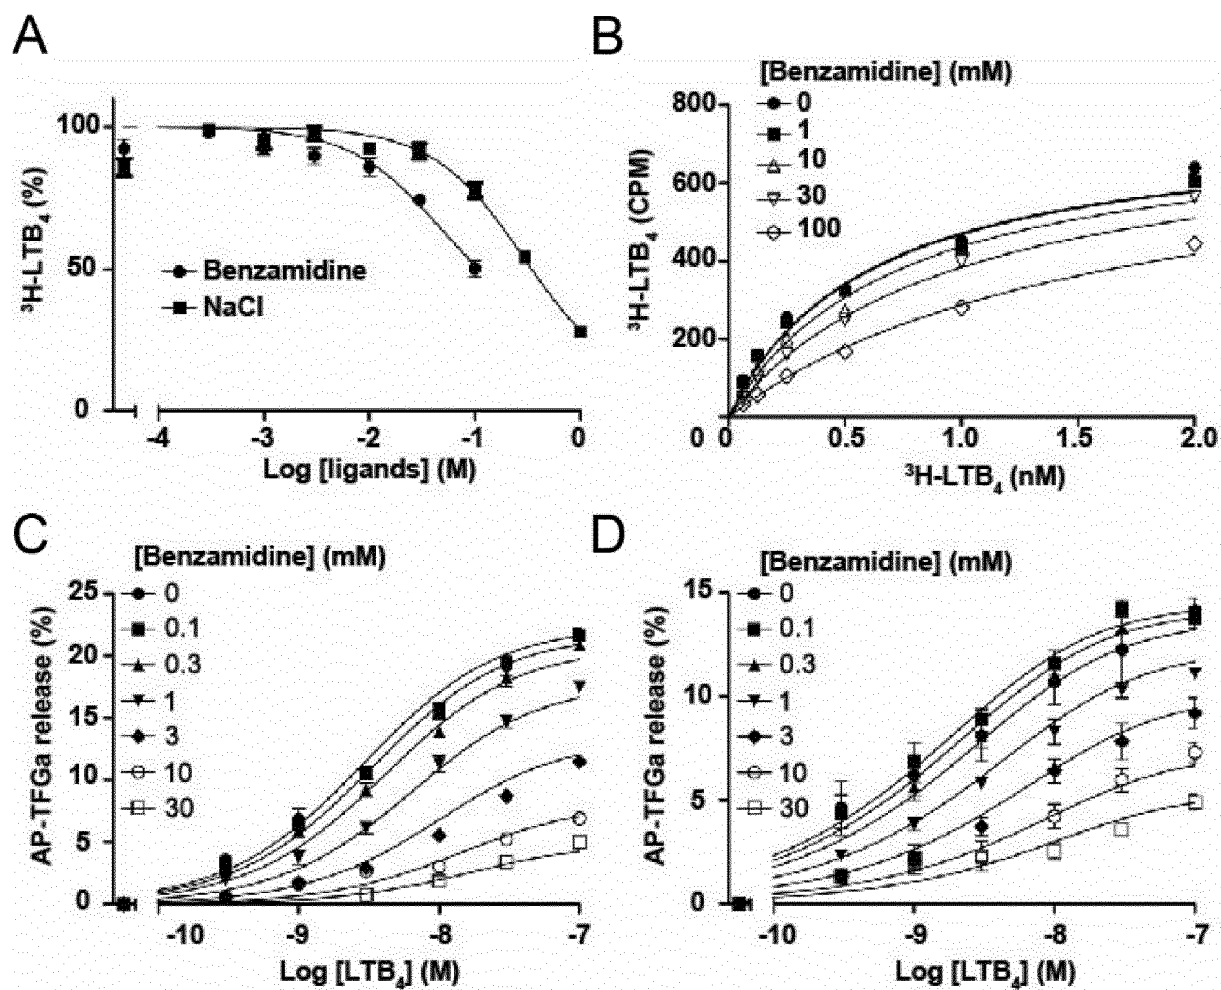 A
100
50
0
³H-LTB₄ (%)
Benzamidine
NaCl
-4 -3 -2 -1 0
Log [ligands] (M)
B
[Benzamidine] (mM)
0
1
10
30
100
800
600
400
200
0
³H-LTB₄ (CPM)
0 0.5 1.0 1.5 2.0
³H-LTB₄ (nM)
C
[Benzamidine] (mM)
0
0.1
0.3
1
3
10
30
25
20
15
10
5
0
AP-TFGa release (%)
-10 -9 -8 -7
Log [LTB₄] (M)
D
[Benzamidine] (mM)
0
0.1
0.3
1
3
10
30
15
10
5
0
AP-TFGa release (%)
-10 -9 -8 -7
Log [LTB₄] (M)